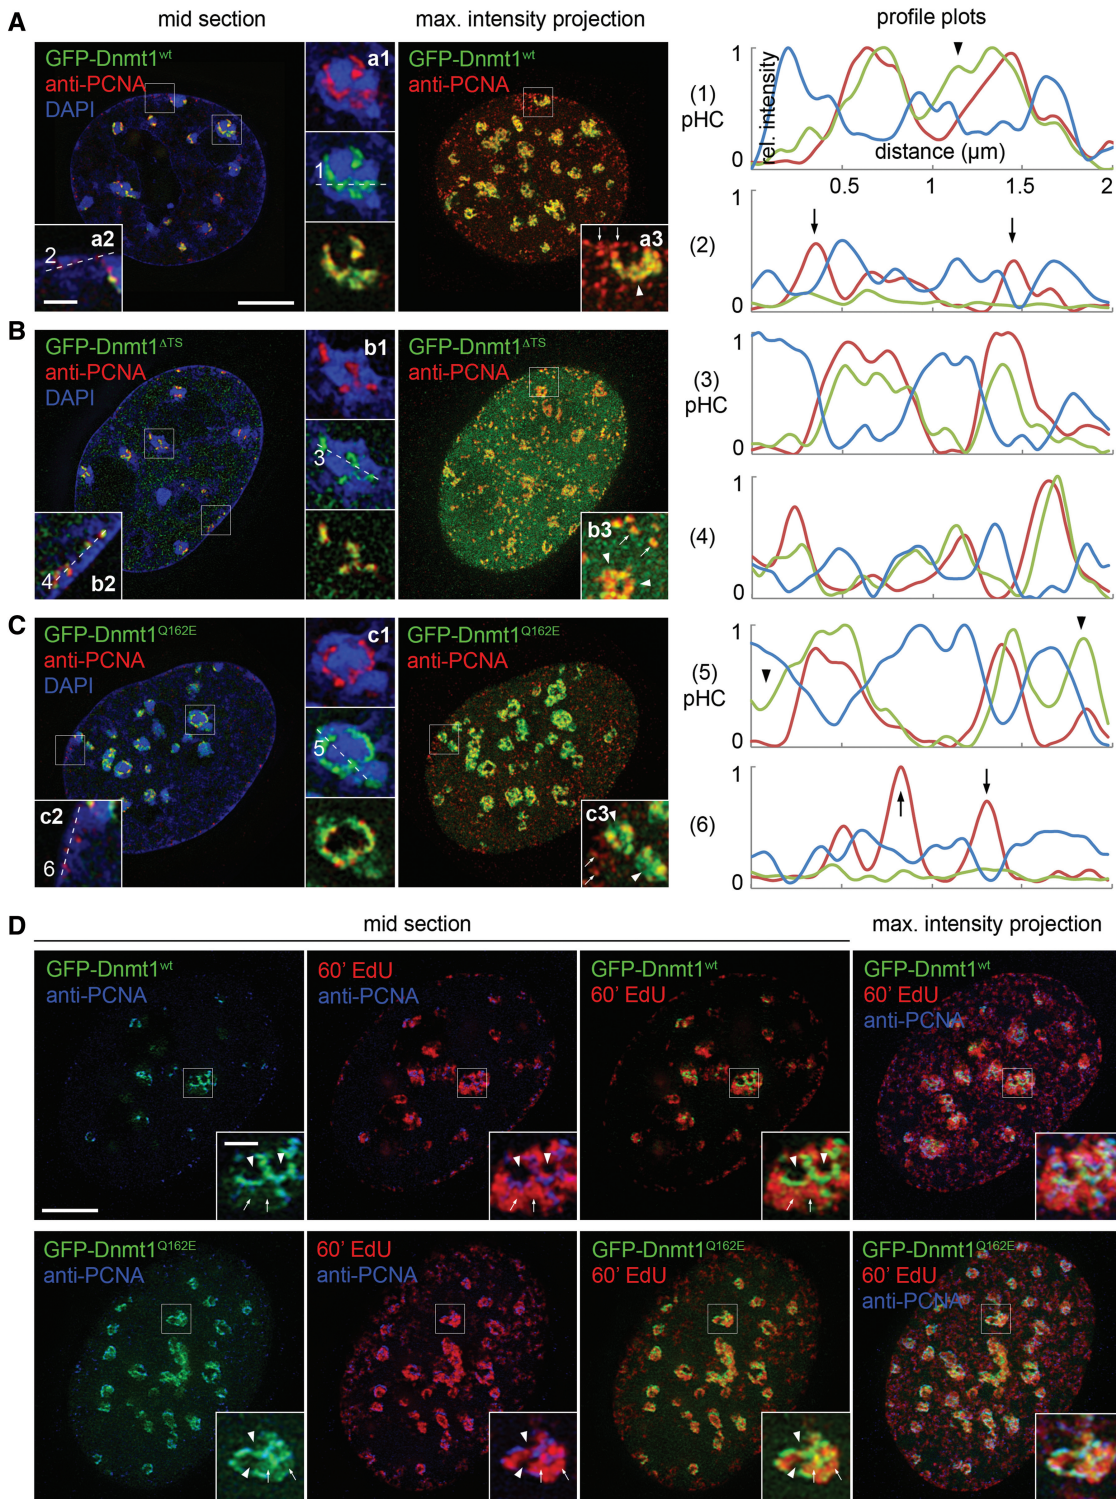 A
mid section
max. intensity projection
profile plots
GFP-Dnmt1wt
anti-PCNA
DAPI
a1
1
2
a2
GFP-Dnmt1wt
anti-PCNA
a3
(1)
pHC
1
0
rel. intensity
distance (µm)
0.5
1
1.5
2
(2)
1
0
B
GFP-Dnmt1ΔTS
anti-PCNA
DAPI
b1
3
4
b2
GFP-Dnmt1ΔTS
anti-PCNA
b3
(3)
pHC
1
0
(4)
1
0
C
GFP-Dnmt1Q162E
anti-PCNA
DAPI
c1
5
c2
6
GFP-Dnmt1Q162E
anti-PCNA
c3
(5)
pHC
1
0
(6)
1
0
D
mid section
max. intensity projection
GFP-Dnmt1wt
anti-PCNA
60' EdU
anti-PCNA
GFP-Dnmt1wt
60' EdU
GFP-Dnmt1wt
60' EdU
anti-PCNA
GFP-Dnmt1Q162E
anti-PCNA
60' EdU
anti-PCNA
GFP-Dnmt1Q162E
60' EdU
GFP-Dnmt1Q162E
60' EdU
anti-PCNA